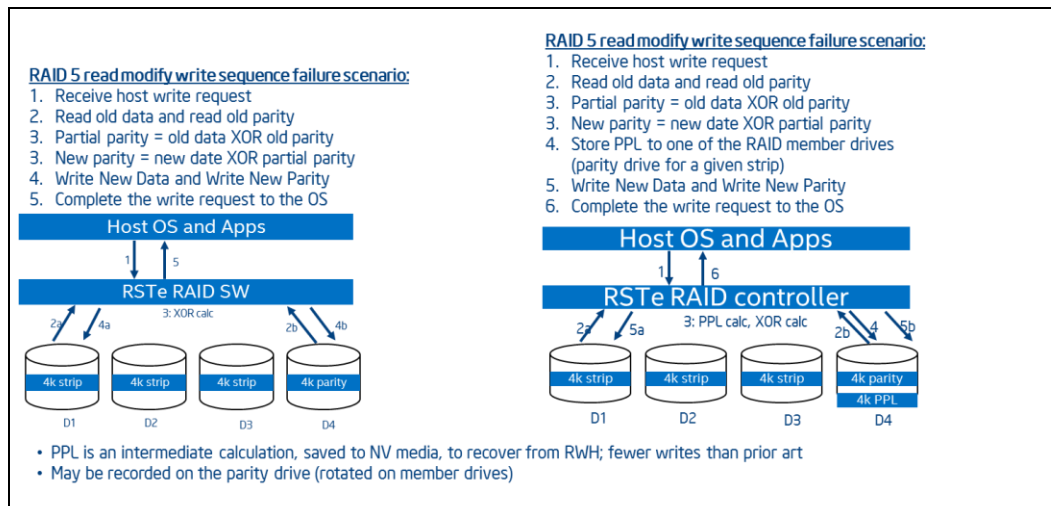 RAID 5 read modify write sequence failure scenario:
1. Receive host write request
2. Read old data and read old parity
3. Partial parity = old data XOR old parity
3. New parity = new date XOR partial parity
4. Write New Data and Write New Parity
5. Complete the write request to the OS
Host OS and Apps
1
5
RSTe RAID SW
3: XOR calc
2a
4a
2b
4b
4k strip
4k strip
4k strip
4k parity
D1
D2
D3
D4
RAID 5 read modify write sequence failure scenario:
1. Receive host write request
2. Read old data and read old parity
3. Partial parity = old data XOR old parity
3. New parity = new date XOR partial parity
4. Store PPL to one of the RAID member drives
(parity drive for a given strip)
5. Write New Data and Write New Parity
6. Complete the write request to the OS
Host OS and Apps
1
6
RSTe RAID controller
3: PPL calc, XOR calc
2a
5a
2b
4
5b
4k strip
4k strip
4k strip
4k parity
4k PPL
D1
D2
D3
D4
• PPL is an intermediate calculation, saved to NV media, to recover from RWH; fewer writes than prior art
• May be recorded on the parity drive (rotated on member drives)